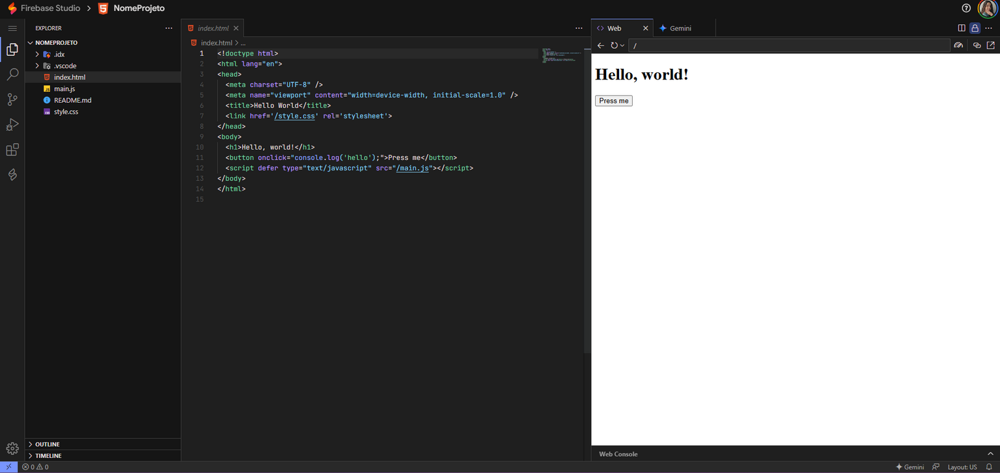 Firebase Studio > NomeProjeto
EXPLORER
NOMEPROJETO
.idx
.vscode
index.html
main.js
README.md
style.css
OUTLINE
TIMELINE
index.html
index.html > ...
1 <!doctype html>
2 <html lang="en">
3 <head>
4 <meta charset="UTF-8" />
5 <meta name="viewport" content="width=device-width, initial-scale=1.0" />
6 <title>Hello World</title>
7 <link href='/style.css' rel='stylesheet'>
8 </head>
9 <body>
10 <h1>Hello, world!</h1>
11 <button onclick="console.log('hello');">Press me</button>
12 <script defer type="text/javascript" src="/main.js"></script>
13 </body>
14 </html>
15
Web
Gemini
/
Hello, world!
Press me
Web Console
0 0
Gemini
Layout: US